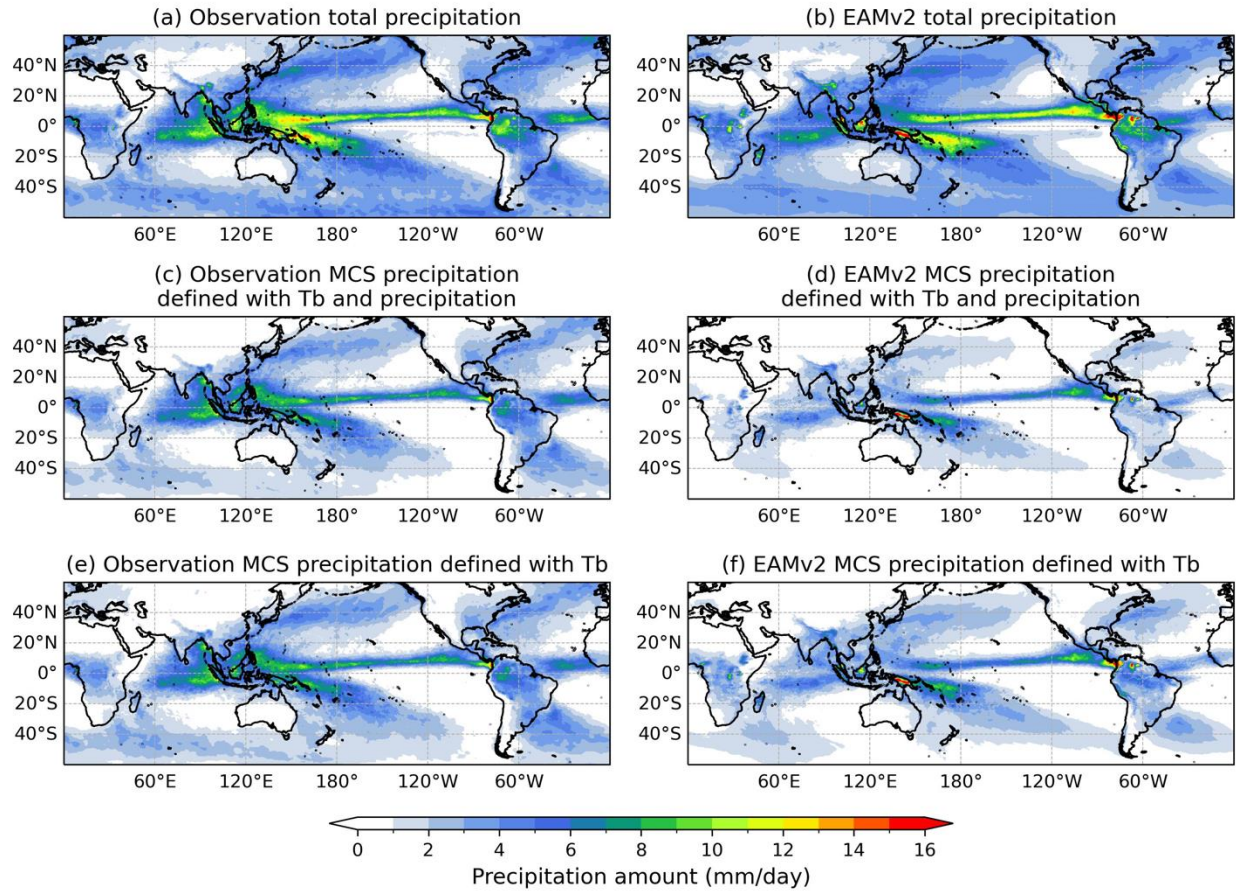 (a) Observation total precipitation
(b) EAMv2 total precipitation
40°N
20°N
0°
20°S
40°S
60°E 120°E 180° 120°W 60°W
40°N
20°N
0°
20°S
40°S
60°E 120°E 180° 120°W 60°W
(c) Observation MCS precipitation
defined with Tb and precipitation
(d) EAMv2 MCS precipitation
defined with Tb and precipitation
40°N
20°N
0°
20°S
40°S
60°E 120°E 180° 120°W 60°W
40°N
20°N
0°
20°S
40°S
60°E 120°E 180° 120°W 60°W
(e) Observation MCS precipitation defined with Tb
(f) EAMv2 MCS precipitation defined with Tb
40°N
20°N
0°
20°S
40°S
60°E 120°E 180° 120°W 60°W
40°N
20°N
0°
20°S
40°S
60°E 120°E 180° 120°W 60°W
0 2 4 6 8 10 12 14 16
Precipitation amount (mm/day)